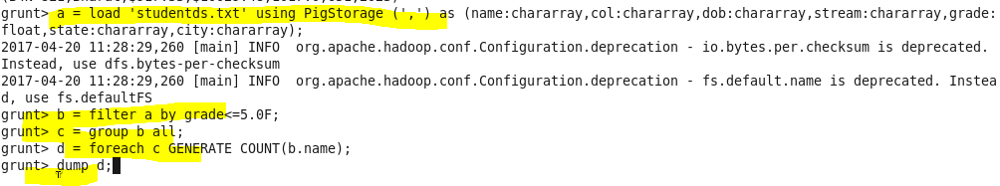 grunt> a = load 'studentds.txt' using PigStorage (',') as (name:chararray,col:chararray,dob:chararray,stream:chararray,grade:
float,state:chararray,city:chararray);
2017-04-20 11:28:29,260 [main] INFO  org.apache.hadoop.conf.Configuration.deprecation - io.bytes.per.checksum is deprecated.
Instead, use dfs.bytes-per-checksum
2017-04-20 11:28:29,260 [main] INFO  org.apache.hadoop.conf.Configuration.deprecation - fs.default.name is deprecated. Instea
d, use fs.defaultFS
grunt> b = filter a by grade<=5.0F;
grunt> c = group b all;
grunt> d = foreach c GENERATE COUNT(b.name);
grunt> dump d;